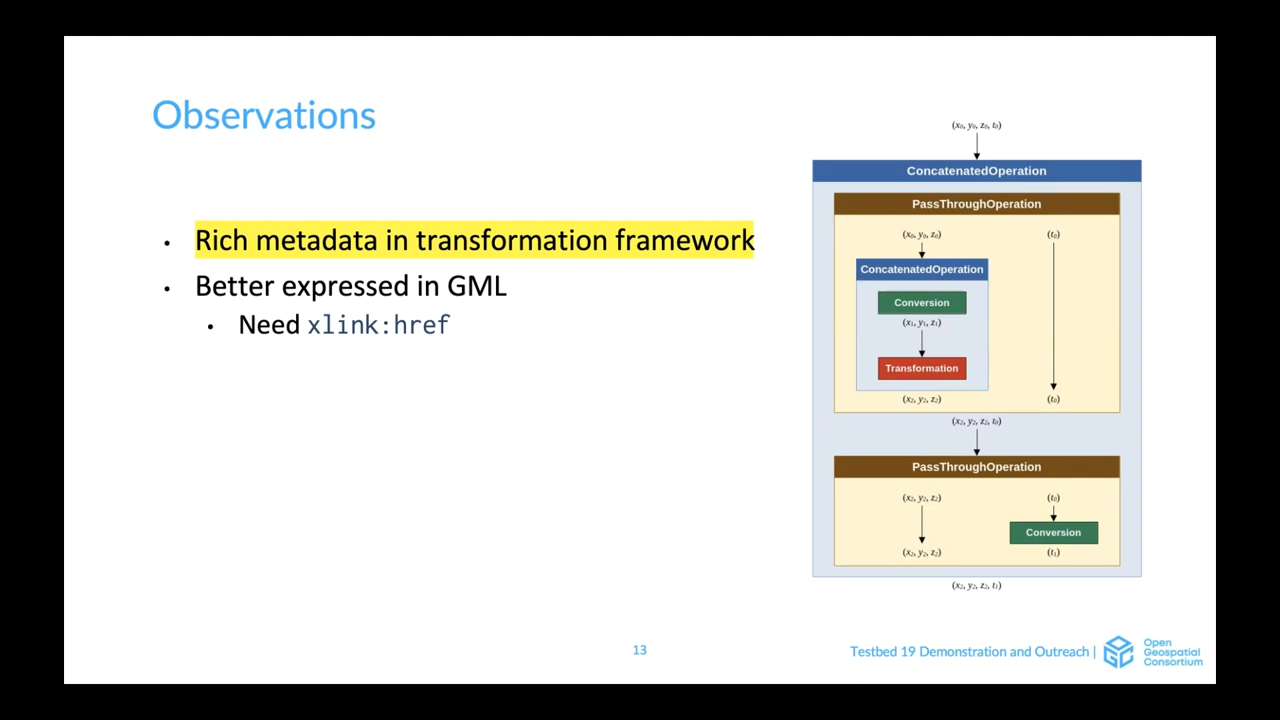 Observations
• Rich metadata in transformation framework
• Better expressed in GML
• Need xlink:href
(x₀, y₀, z₀, t₀)
ConcatenatedOperation
PassThroughOperation
(x₀, y₀, z₀)
(t₀)
ConcatenatedOperation
Conversion
(x₁, y₁, z₁)
Transformation
(x₂, y₂, z₂)
(t₀)
(x₂, y₂, z₂, t₀)
PassThroughOperation
(x₂, y₂, z₂)
(t₀)
Conversion
(x₂, y₂, z₂)
(t₁)
(x₂, y₂, z₂, t₁)
13
Testbed 19 Demonstration and Outreach |
Open
Geospatial
Consortium